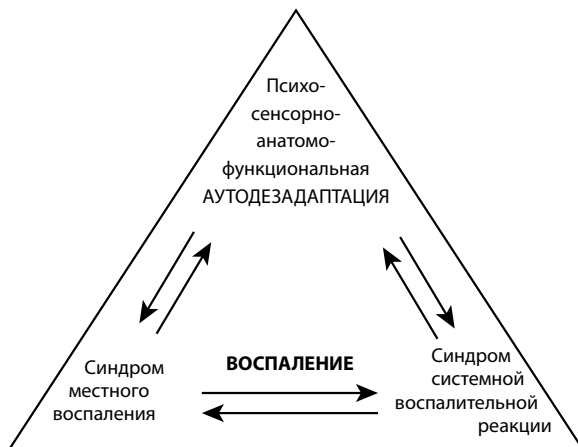 Психо-
сенсорно-
анатомо-
функциональная
АУТОДЕЗАДАПТАЦИЯ
Синдром
местного
воспаления
ВОСПАЛЕНИЕ
Синдром
системной
воспалительной
реакции